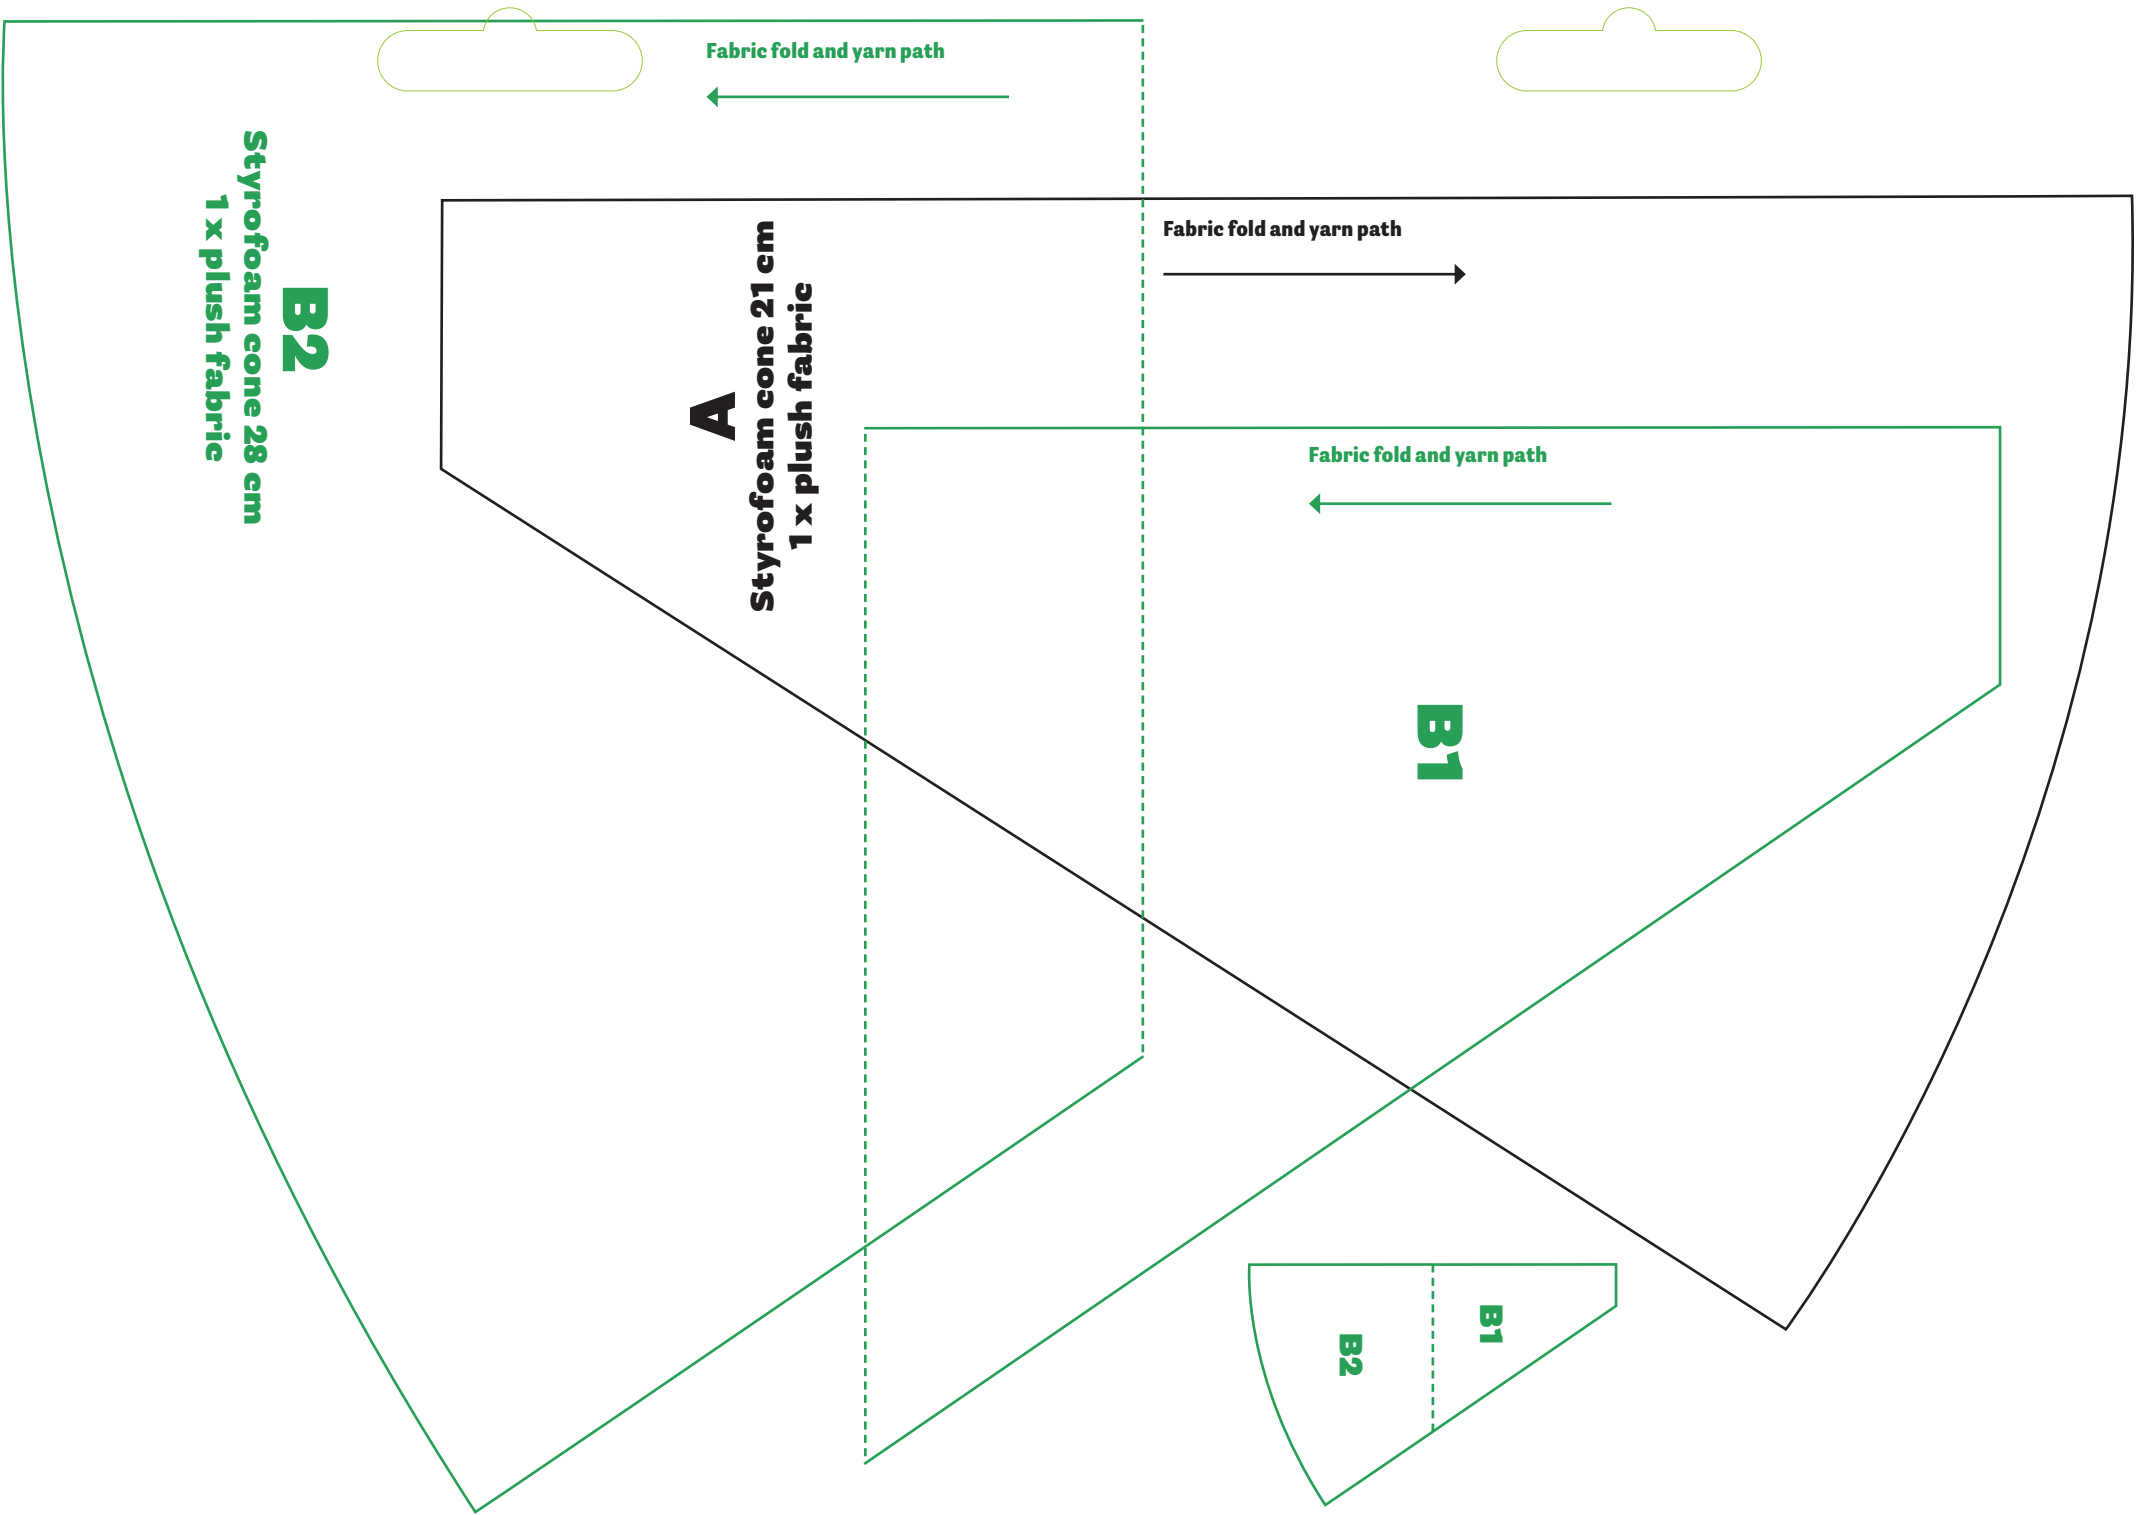 Fabric fold and yarn path
B2
Styrofoam cone 28 cm
1 x plush fabric
Fabric fold and yarn path
A
Styrofoam cone 21 cm
1 x plush fabric
Fabric fold and yarn path
B1
B2
B1